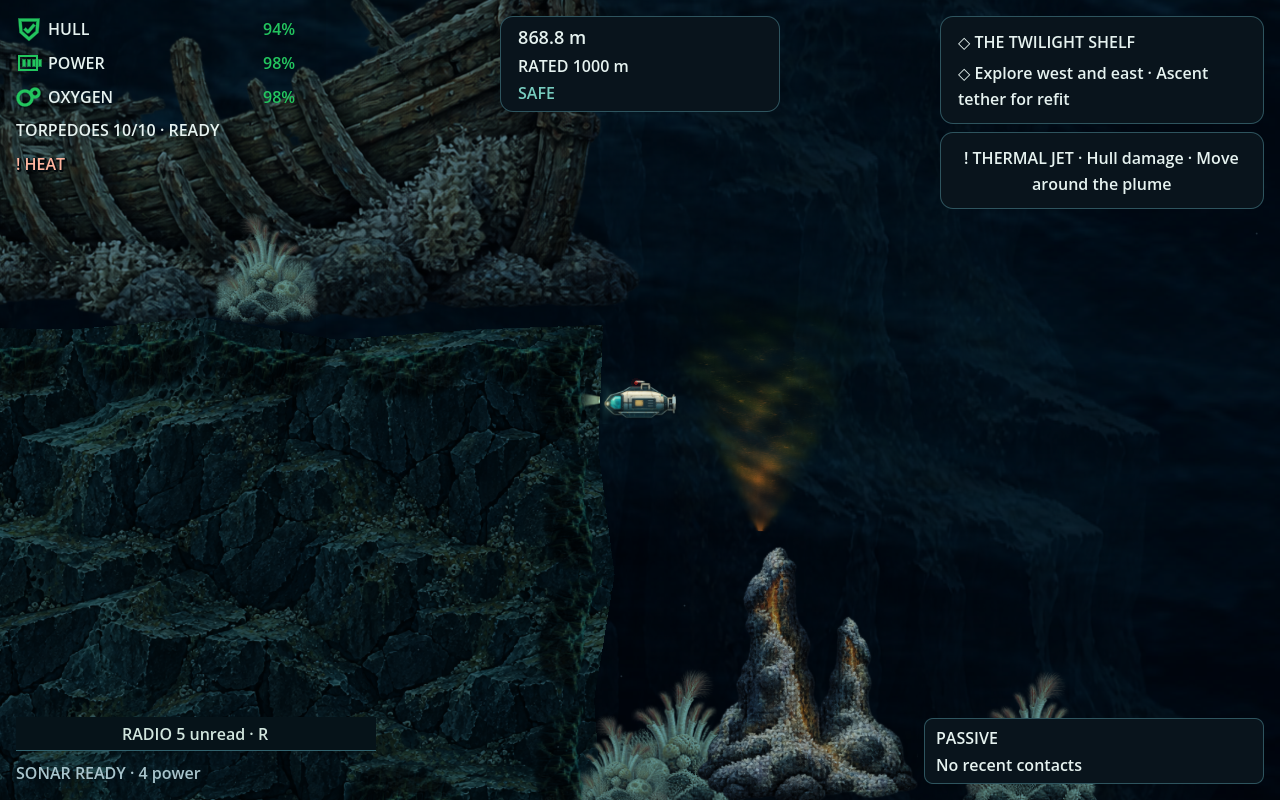 HULL 94%
POWER 98%
OXYGEN 98%
TORPEDOES 10/10 · READY
! HEAT
868.8 m
RATED 1000 m
SAFE
◇ THE TWILIGHT SHELF
◇ Explore west and east · Ascent
tether for refit
! THERMAL JET · Hull damage · Move
around the plume
RADIO 5 unread · R
SONAR READY · 4 power
PASSIVE
No recent contacts